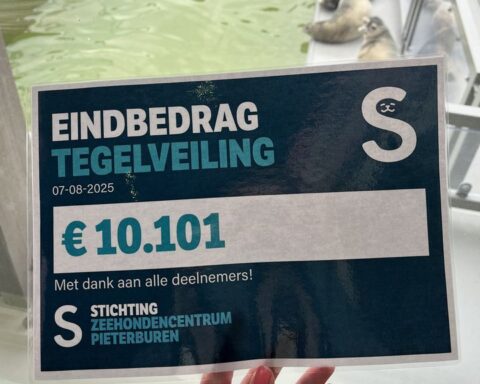 EINDBEDRAG
TEGELVEILING
07-08-2025
€ 10.101
Met dank aan alle deelnemers!
STICHTING
ZEEHONDENCENTRUM
PIETERBUREN